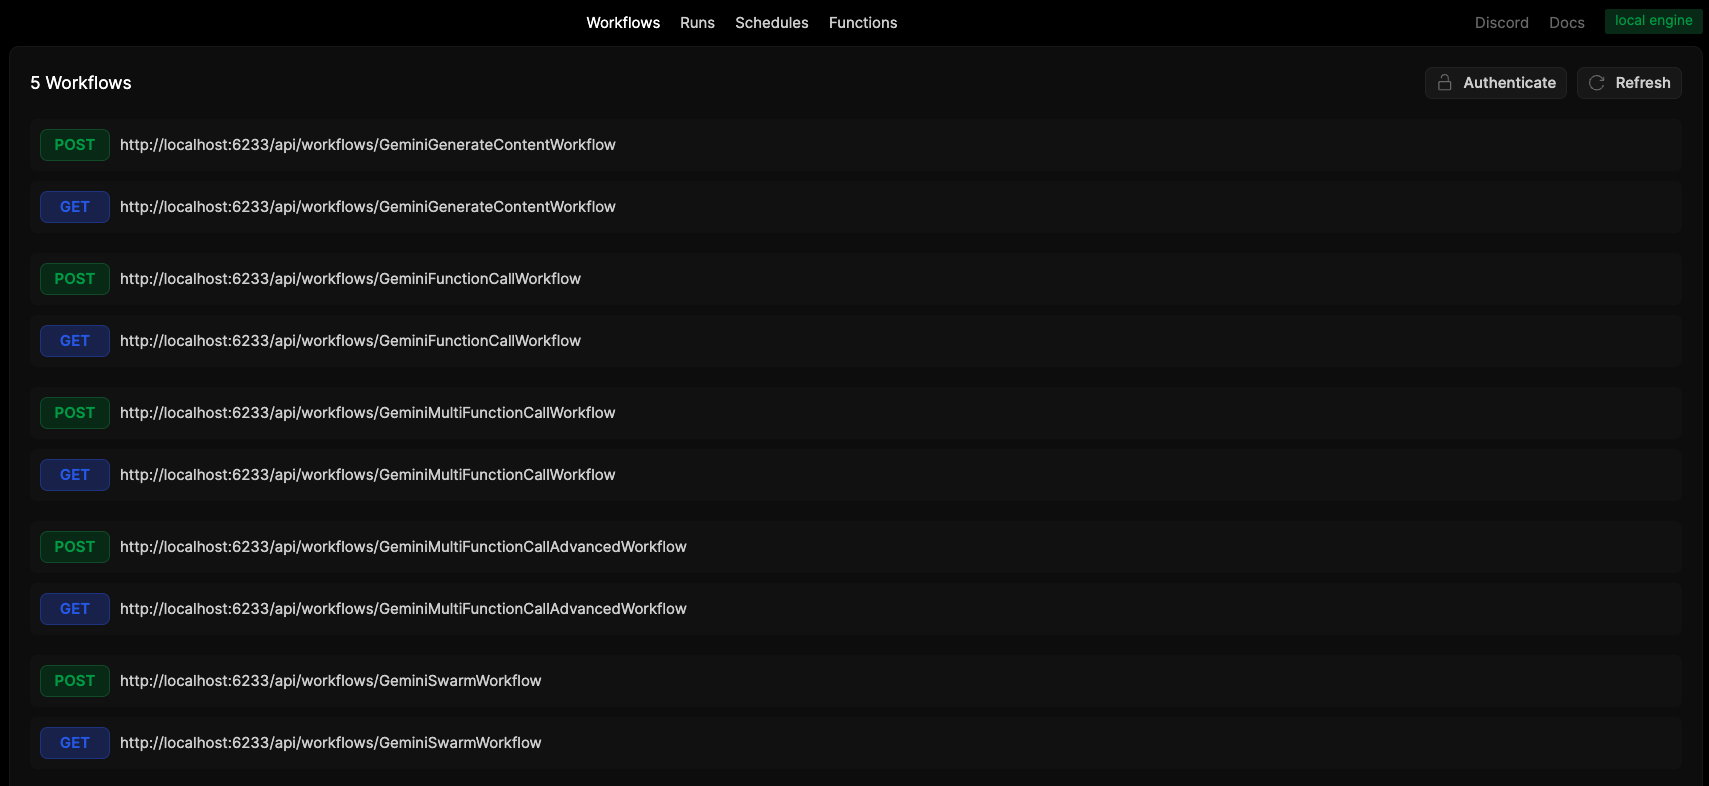 Workflows Runs Schedules Functions Discord Docs local engine
5 Workflows Authenticate Refresh
POST http://localhost:6233/api/workflows/GeminiGenerateContentWorkflow
GET http://localhost:6233/api/workflows/GeminiGenerateContentWorkflow
POST http://localhost:6233/api/workflows/GeminiFunctionCallWorkflow
GET http://localhost:6233/api/workflows/GeminiFunctionCallWorkflow
POST http://localhost:6233/api/workflows/GeminiMultiFunctionCallWorkflow
GET http://localhost:6233/api/workflows/GeminiMultiFunctionCallWorkflow
POST http://localhost:6233/api/workflows/GeminiMultiFunctionCallAdvancedWorkflow
GET http://localhost:6233/api/workflows/GeminiMultiFunctionCallAdvancedWorkflow
POST http://localhost:6233/api/workflows/GeminiSwarmWorkflow
GET http://localhost:6233/api/workflows/GeminiSwarmWorkflow